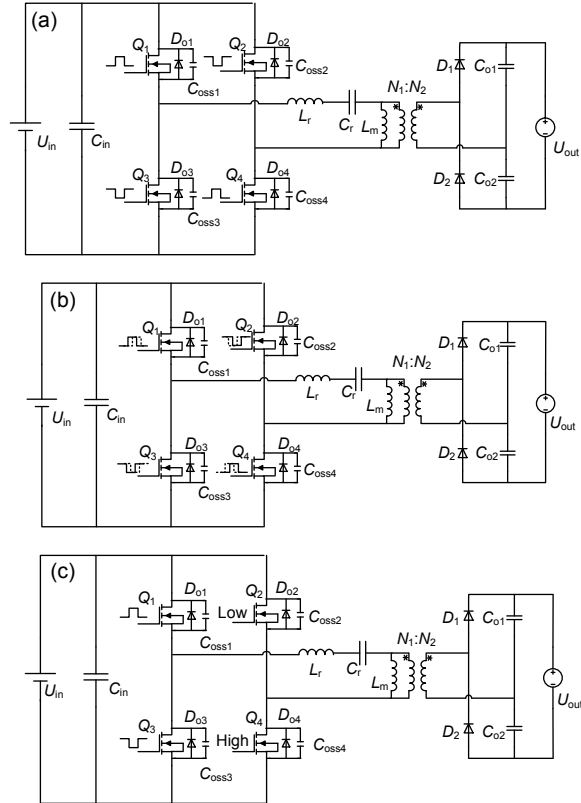 (a)
Q1 Do1 Q2 Do2
Coss1 Coss2
Lr Cr Lm N1:N2
D1 Co1
Uin Cin Uout
Q3 Do3 Q4 Do4
Coss3 Coss4
D2 Co2
(b)
Q1 Do1 Q2 Do2
Coss1 Coss2
Lr Cr Lm N1:N2
D1 Co1
Uin Cin Uout
Q3 Do3 Q4 Do4
Coss3 Coss4
D2 Co2
(c)
Q1 Do1 Q2 Do2
Low
Coss1 Coss2
Lr Cr Lm N1:N2
D1 Co1
Uin Cin Uout
Q3 Do3 Q4 Do4
High
Coss3 Coss4
D2 Co2